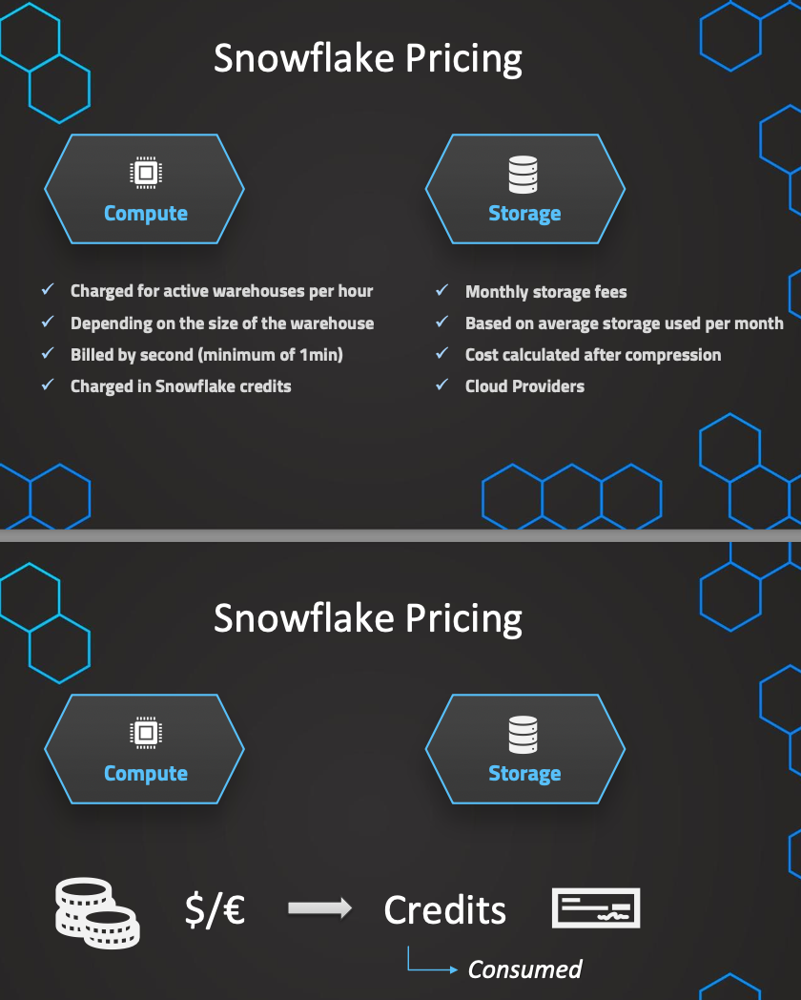 Snowflake Pricing
Compute
Storage
Charged for active warehouses per hour
Depending on the size of the warehouse
Billed by second (minimum of 1min)
Charged in Snowflake credits
Monthly storage fees
Based on average storage used per month
Cost calculated after compression
Cloud Providers
Snowflake Pricing
Compute
Storage
$/€
Credits
Consumed